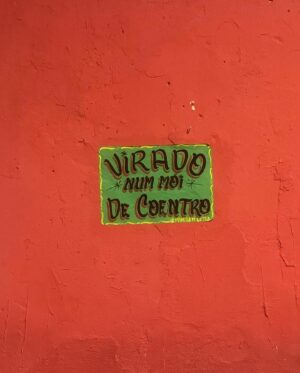 VIRADO
NUM MOI
DE COENTRO